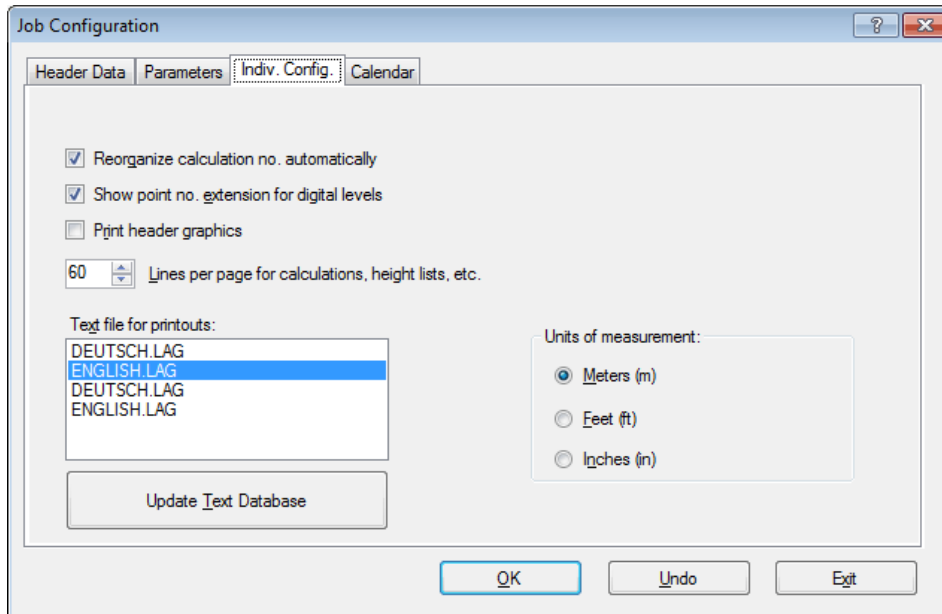 Job Configuration
Header Data Parameters Indiv. Config. Calendar
Reorganize calculation no. automatically
Show point no. extension for digital levels
Print header graphics
60 Lines per page for calculations, height lists, etc.
Text file for printouts:
DEUTSCH.LAG
ENGLISH.LAG
DEUTSCH.LAG
ENGLISH.LAG
Update Text Database
Units of measurement:
Meters (m)
Feet (ft)
Inches (in)
OK Undo Exit